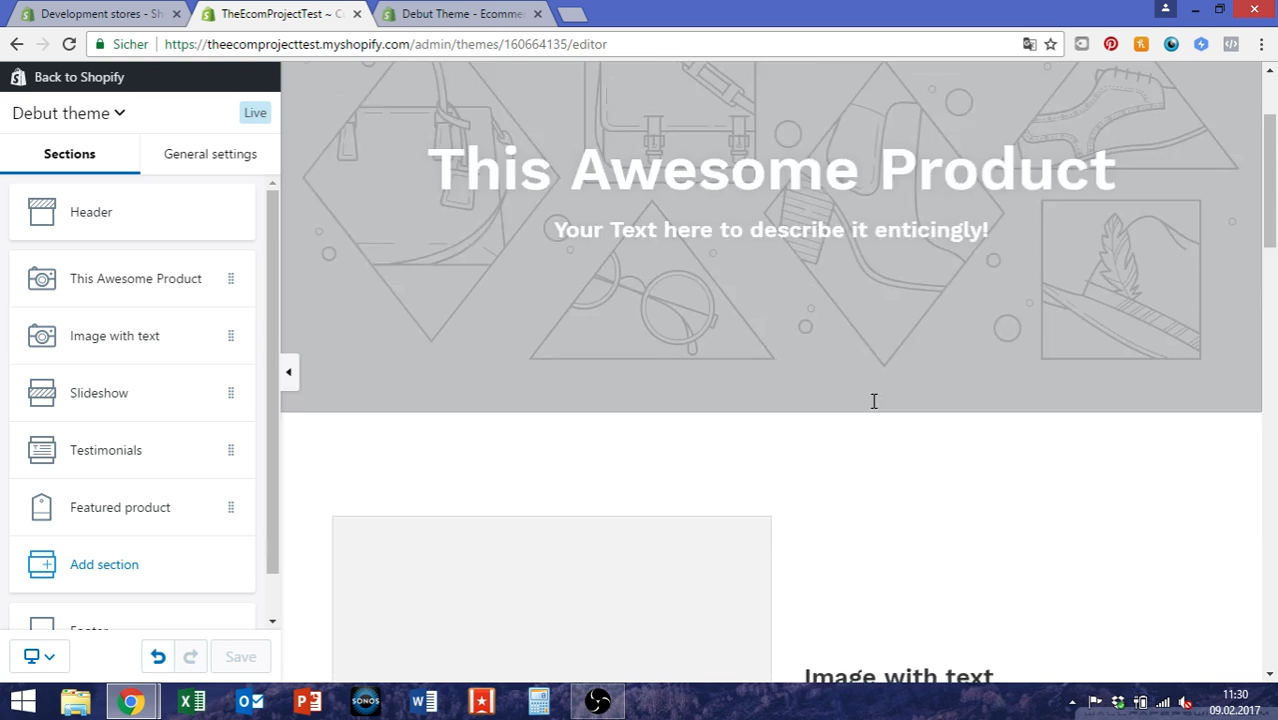 Development stores - Sh
TheEcomProjectTest ~ C
Debut Theme - Ecomme
Sicher
https://theecomprojecttest.myshopify.com/admin/themes/160664135/editor
Back to Shopify
Debut theme
Live
Sections
General settings
Header
This Awesome Product
Image with text
Slideshow
Testimonials
Featured product
Add section
Footer
Save
This Awesome Product
Your Text here to describe it enticingly!
Image with text
SONOS
11:30
09.02.2017